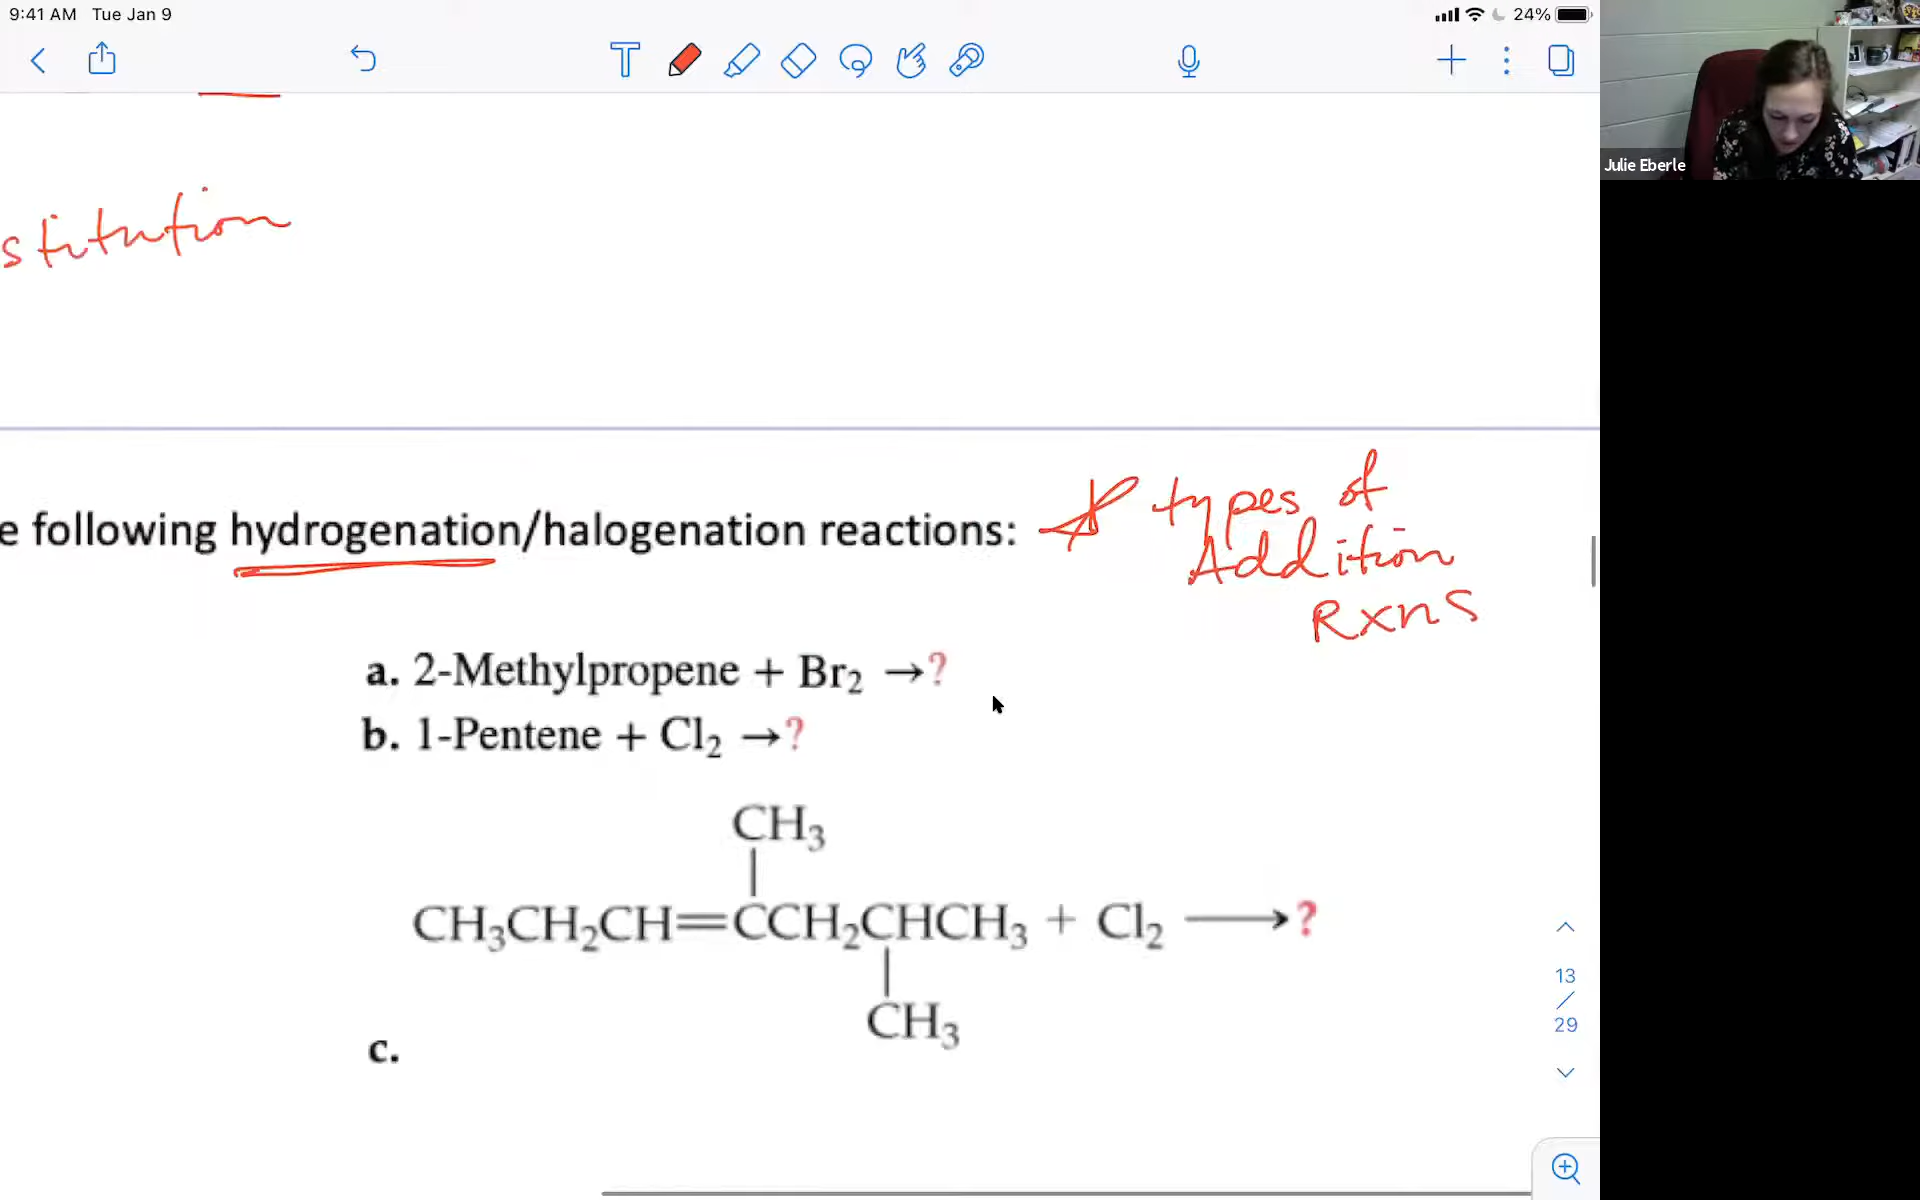 9:41 AM Tue Jan 9
24%
T
Julie Eberle
stitution
e following hydrogenation/halogenation reactions:
types of
Addition
Rxns
a. 2-Methylpropene + Br₂ →?
b. 1-Pentene + Cl₂ →?
CH₃
CH₃CH₂CH=CCH₂CHCH₃ + Cl₂ ⟶?
CH₃
c.
13
/
29